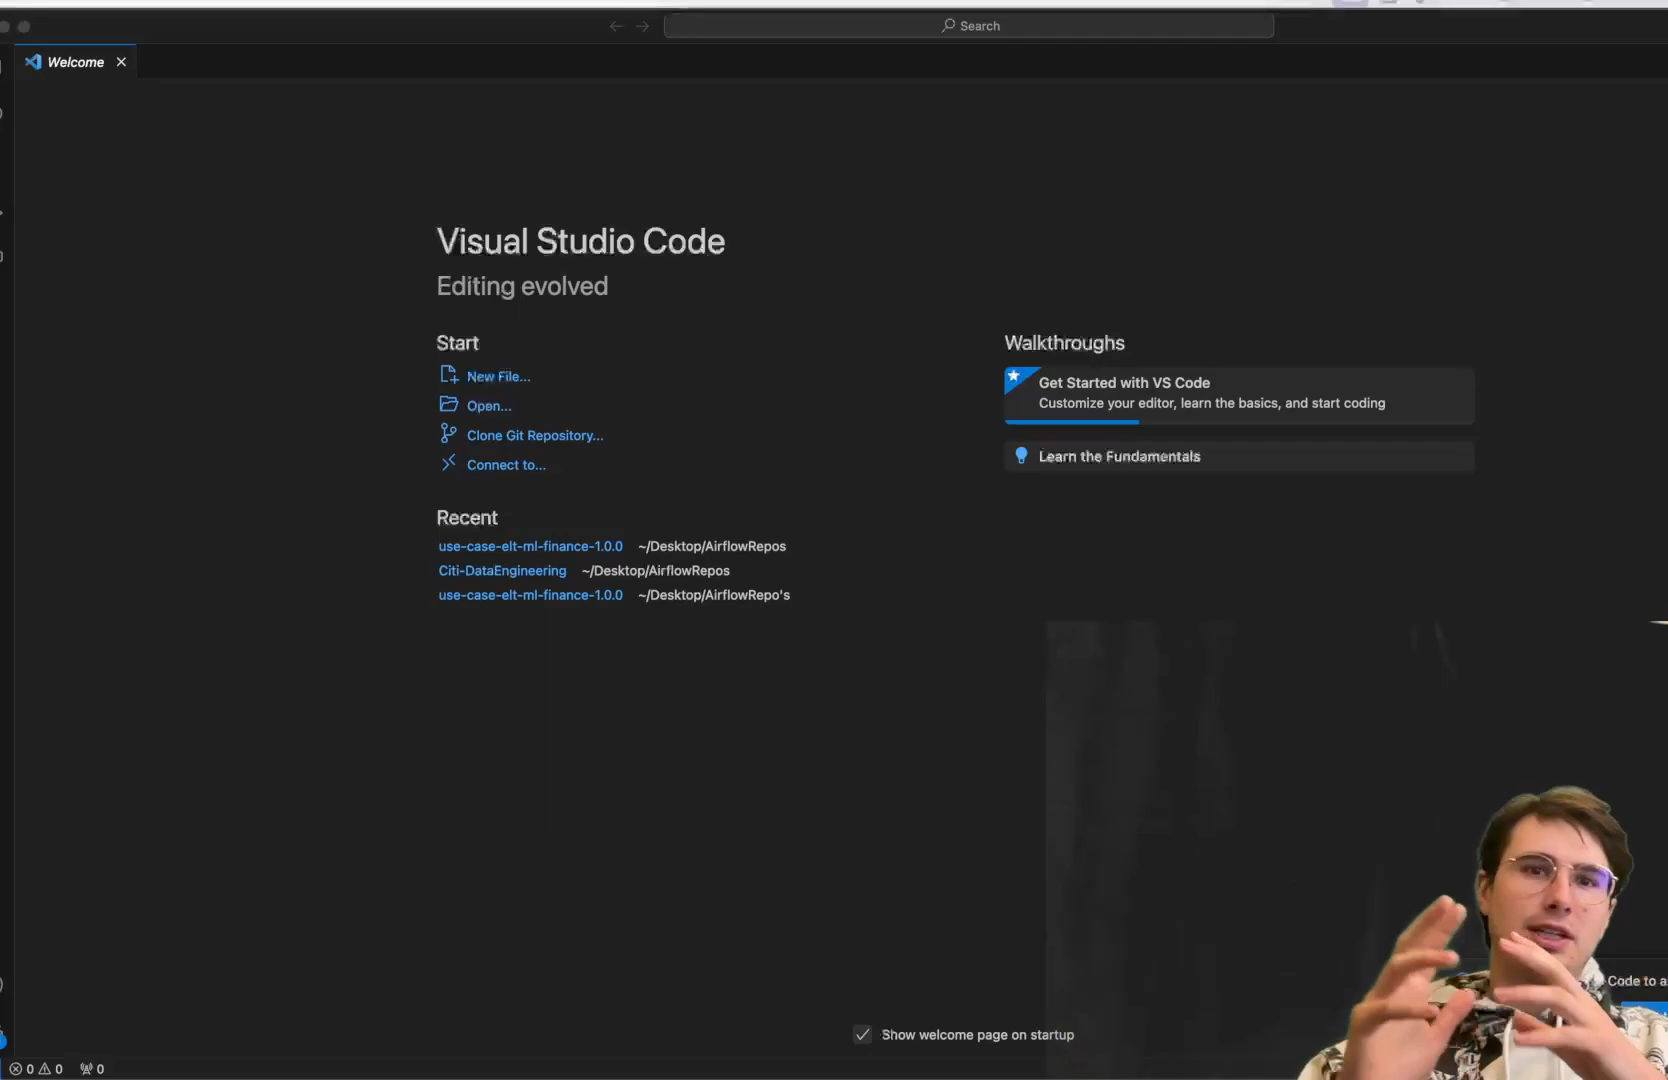 Search
Welcome
Visual Studio Code
Editing evolved
Start
New File...
Open...
Clone Git Repository...
Connect to...
Recent
use-case-elt-ml-finance-1.0.0 ~/Desktop/AirflowRepos
Citi-DataEngineering ~/Desktop/AirflowRepos
use-case-elt-ml-finance-1.0.0 ~/Desktop/AirflowRepo's
Walkthroughs
Get Started with VS Code
Customize your editor, learn the basics, and start coding
Learn the Fundamentals
Code to a
Show welcome page on startup
0 0 0